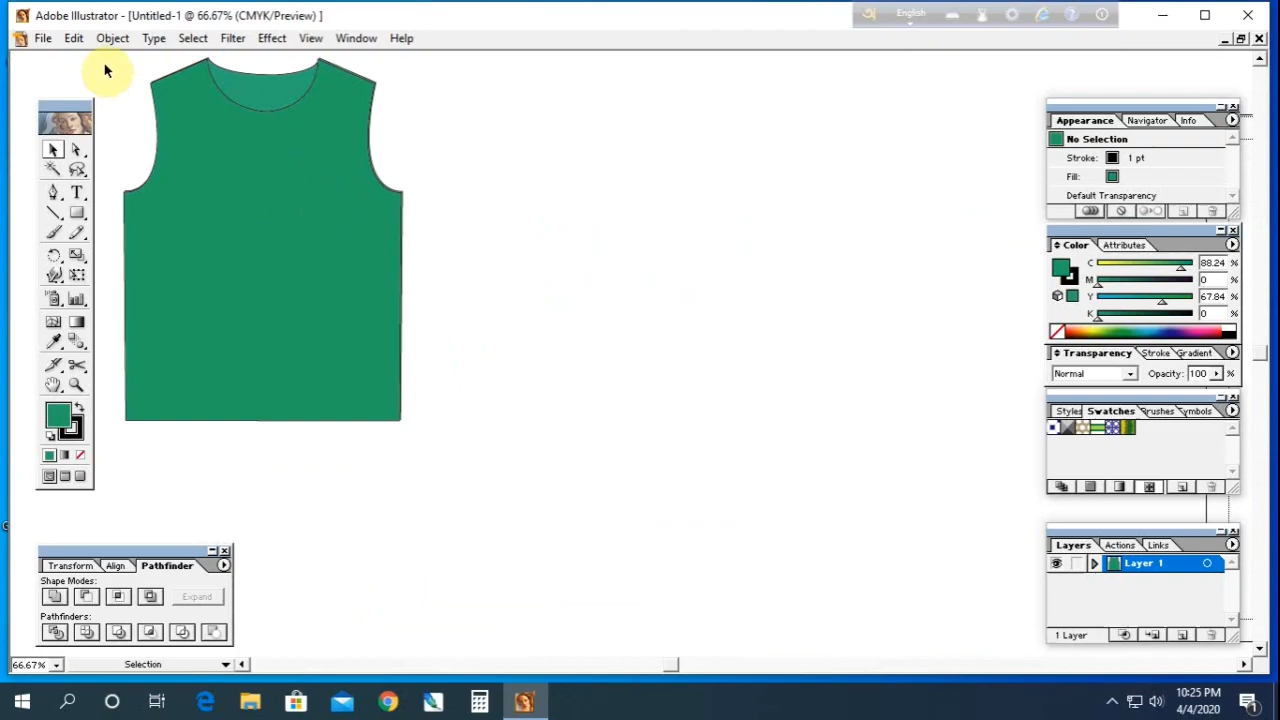 Adobe Illustrator - [Untitled-1 @ 66.67% (CMYK/Preview) ]
English
File Edit Object Type Select Filter Effect View Window Help
Appearance Navigator Info
No Selection
Stroke: 1 pt
Fill:
Default Transparency
Color Attributes
C 88.24 %
M 0 %
Y 67.84 %
K 0 %
Transparency Stroke Gradient
Normal Opacity: 100 %
Styles Swatches Brushes Symbols
Transform Align Pathfinder
Shape Modes:
Expand
Pathfinders:
Layers Actions Links
Layer 1
1 Layer
66.67% Selection
10:25 PM
4/4/2020
1